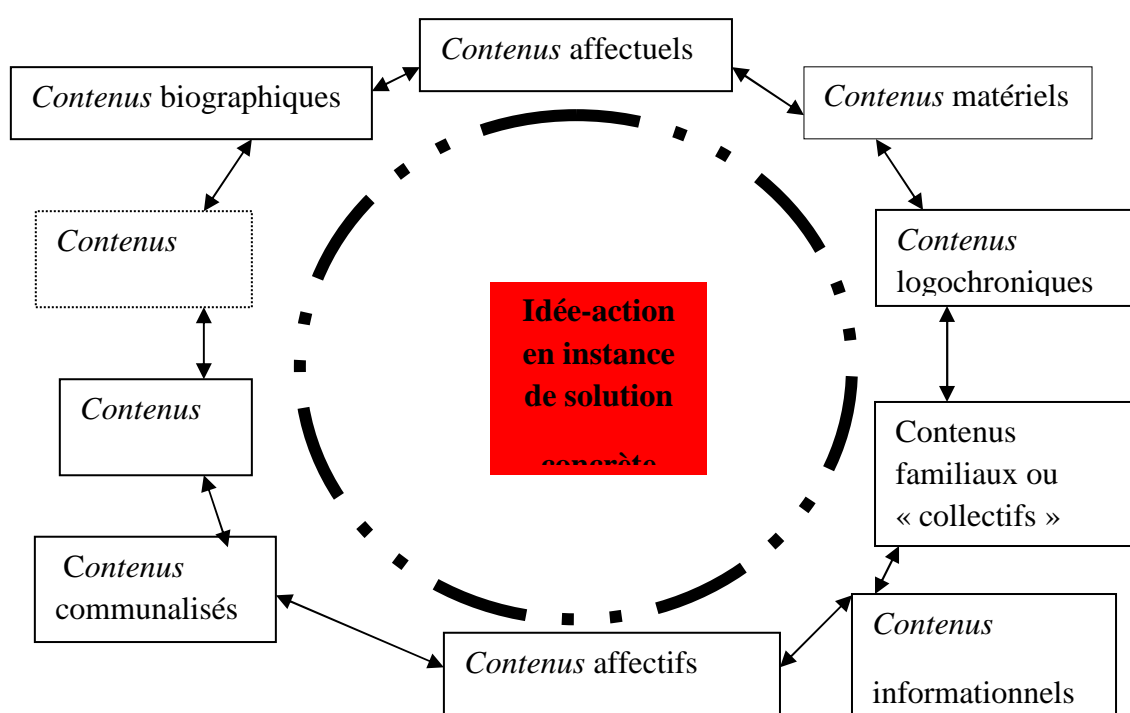 Contenus affectuels
Contenus biographiques
Contenus matériels
Contenus
Contenus
logochroniques
Idée-action
en instance
de solution
concrète
Contenus
Contenus
familiaux ou
« collectifs »
Contenus
communalisés
Contenus affectifs
Contenus
informationnels